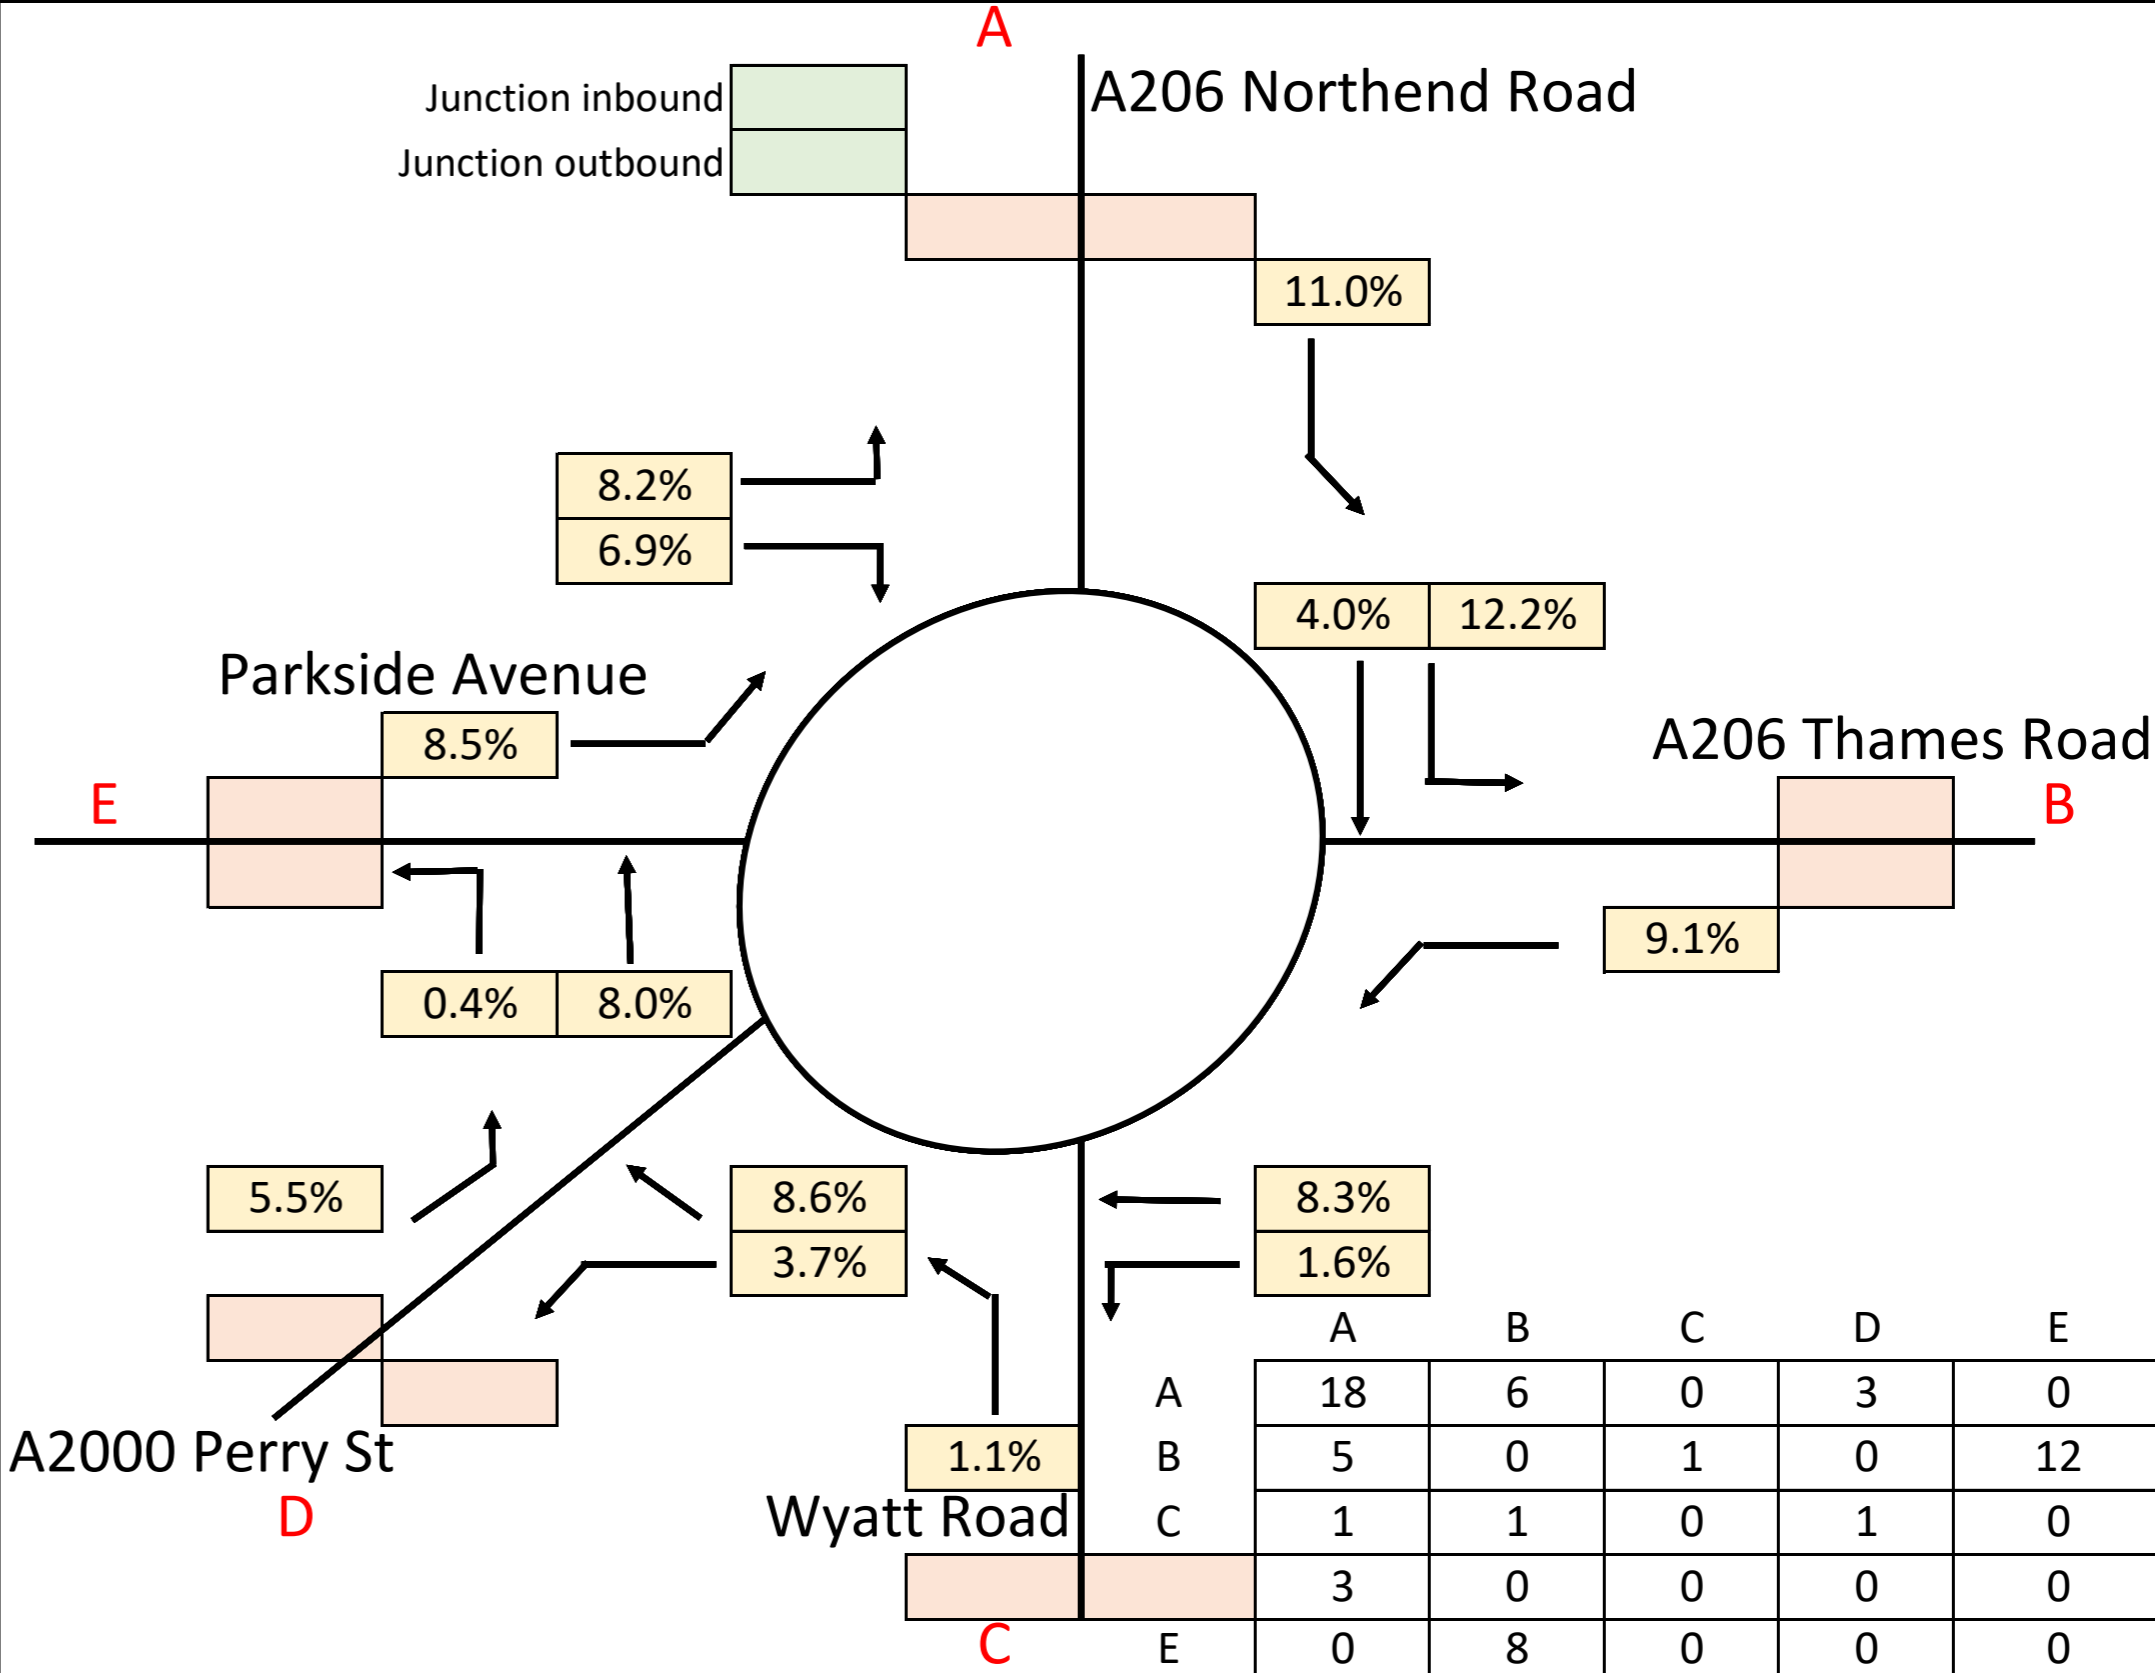 A
A206 Northend Road
Junction inbound
Junction outbound
11.0%
8.2%
6.9%
4.0% 12.2%
Parkside Avenue
8.5%
A206 Thames Road
E
B
9.1%
0.4% 8.0%
5.5%
8.6%
8.3%
3.7%
1.6%
A B C D E
A 18 6 0 3 0
A2000 Perry St
1.1%
B 5 0 1 0 12
D
Wyatt Road
C 1 1 0 1 0
3 0 0 0 0
C
E 0 8 0 0 0